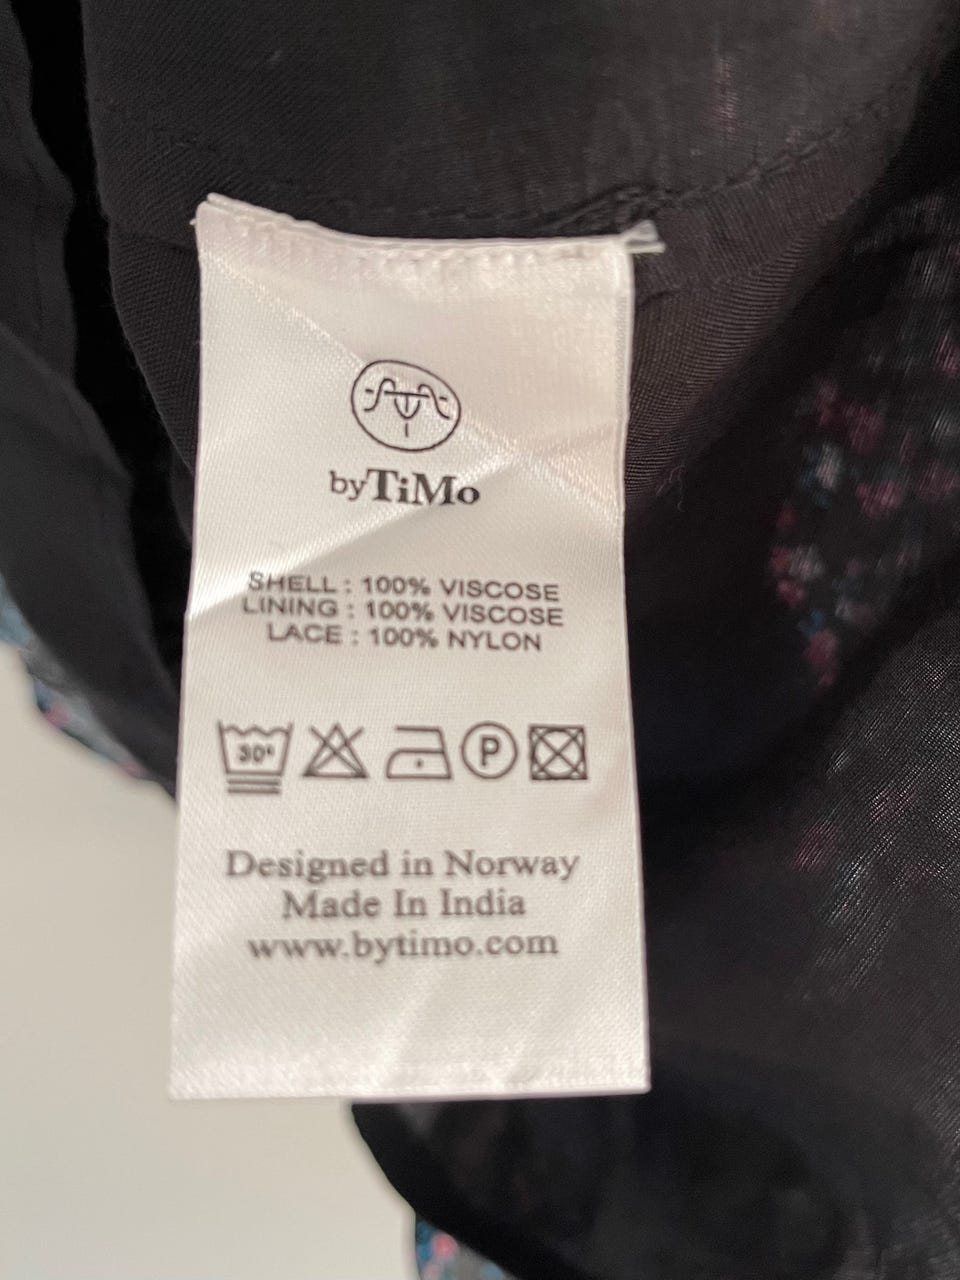 byTiMo
SHELL : 100% VISCOSE
LINING : 100% VISCOSE
LACE : 100% NYLON
30°
P
Designed in Norway
Made In India
www.bytimo.com